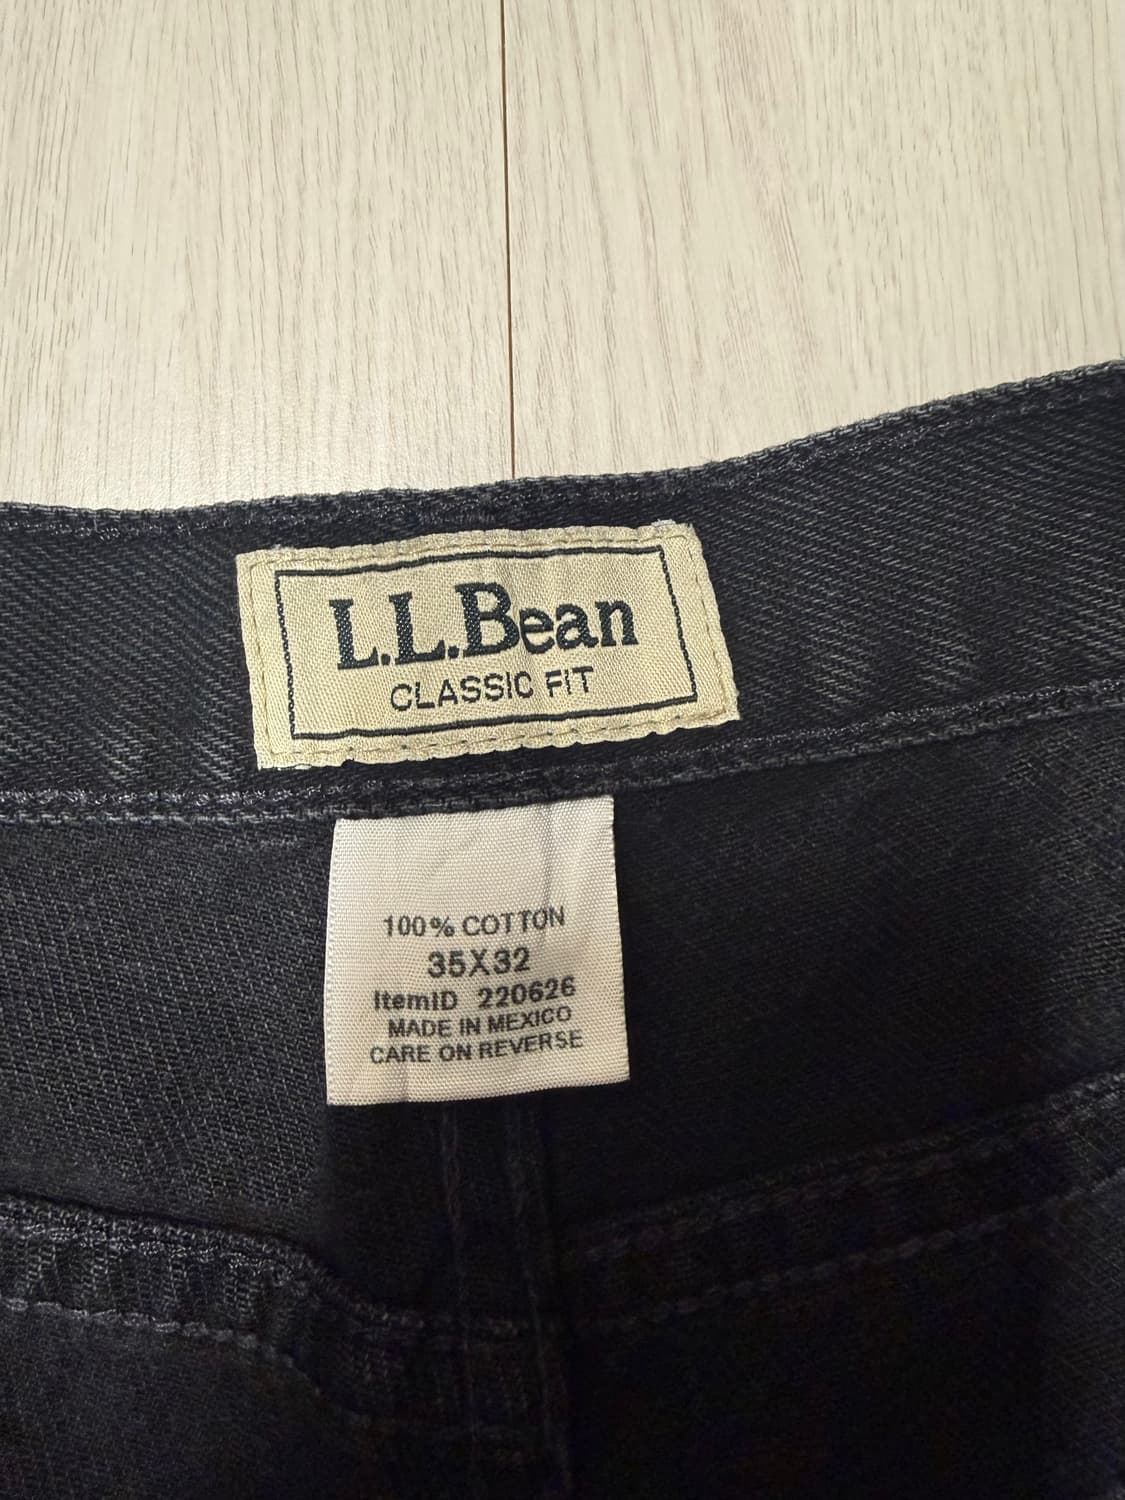 L.L.Bean
CLASSIC FIT
100% COTTON
35X32
ItemID 220626
MADE IN MEXICO
CARE ON REVERSE